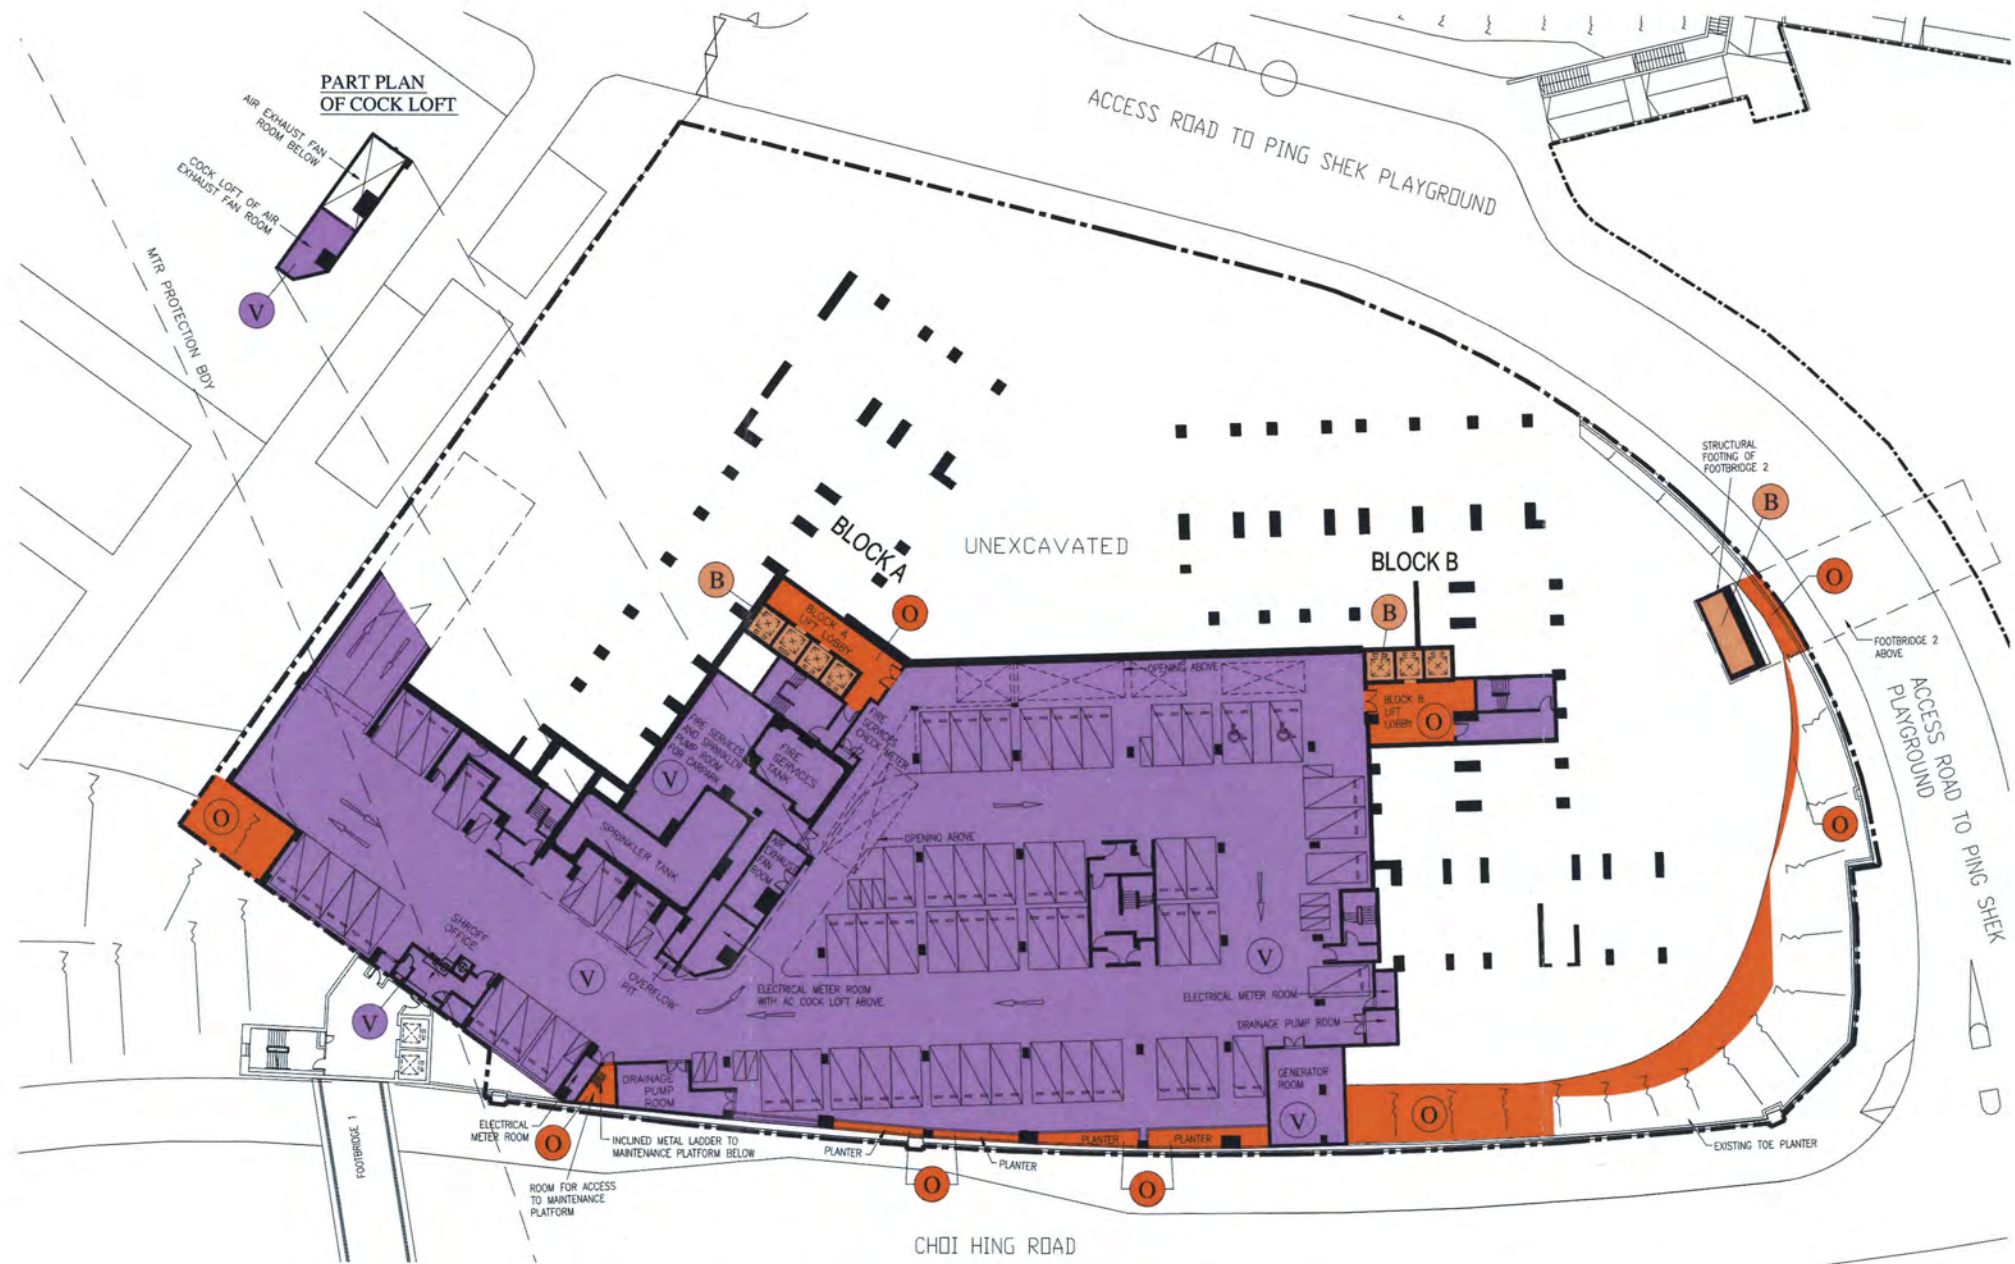 PART PLAN
OF COCK LOFT
AIR EXHAUST FAN
ROOM BELOW
COCK LOFT OF AIR
EXHAUST FAN ROOM
V
MTR PROTECTION BDY
ACCESS ROAD TO PING SHEK PLAYGROUND
STRUCTURAL
FOOTING OF
FOOTBRIDGE 2
B
O
FOOTBRIDGE 2
ABOVE
BLOCK A
UNEXCAVATED
BLOCK B
B
O
B
BLOCK A
LIFT LOBBY
OPENING ABOVE
BLOCK B
LIFT
LOBBY
O
FIRE SERVICES
AND SPRINKLER
PUMP ROOM
FOR CARPARK
V
FIRE
SERVICES
TANK
FIRE
SERVICES
CHECK METER
ACCESS ROAD TO PING SHEK
PLAYGROUND
O
O
SPRINKLER TANK
AIR
EXHAUST
FAN
ROOM
OPENING ABOVE
SHROFF
OFFICE
V
V
OVERFLOW
PIT
ELECTRICAL METER ROOM
WITH AC COCK LOFT ABOVE
V
ELECTRICAL METER ROOM
DRAINAGE PUMP ROOM
DRAINAGE
PUMP
ROOM
GENERATOR
ROOM
V
O
FOOTBRIDGE 1
ELECTRICAL
METER ROOM
O
INCLINED METAL LADDER TO
MAINTENANCE PLATFORM BELOW
ROOM FOR ACCESS
TO MAINTENANCE
PLATFORM
PLANTER
PLANTER
PLANTER
PLANTER
O
O
EXISTING TOE PLANTER
CHOI HING ROAD